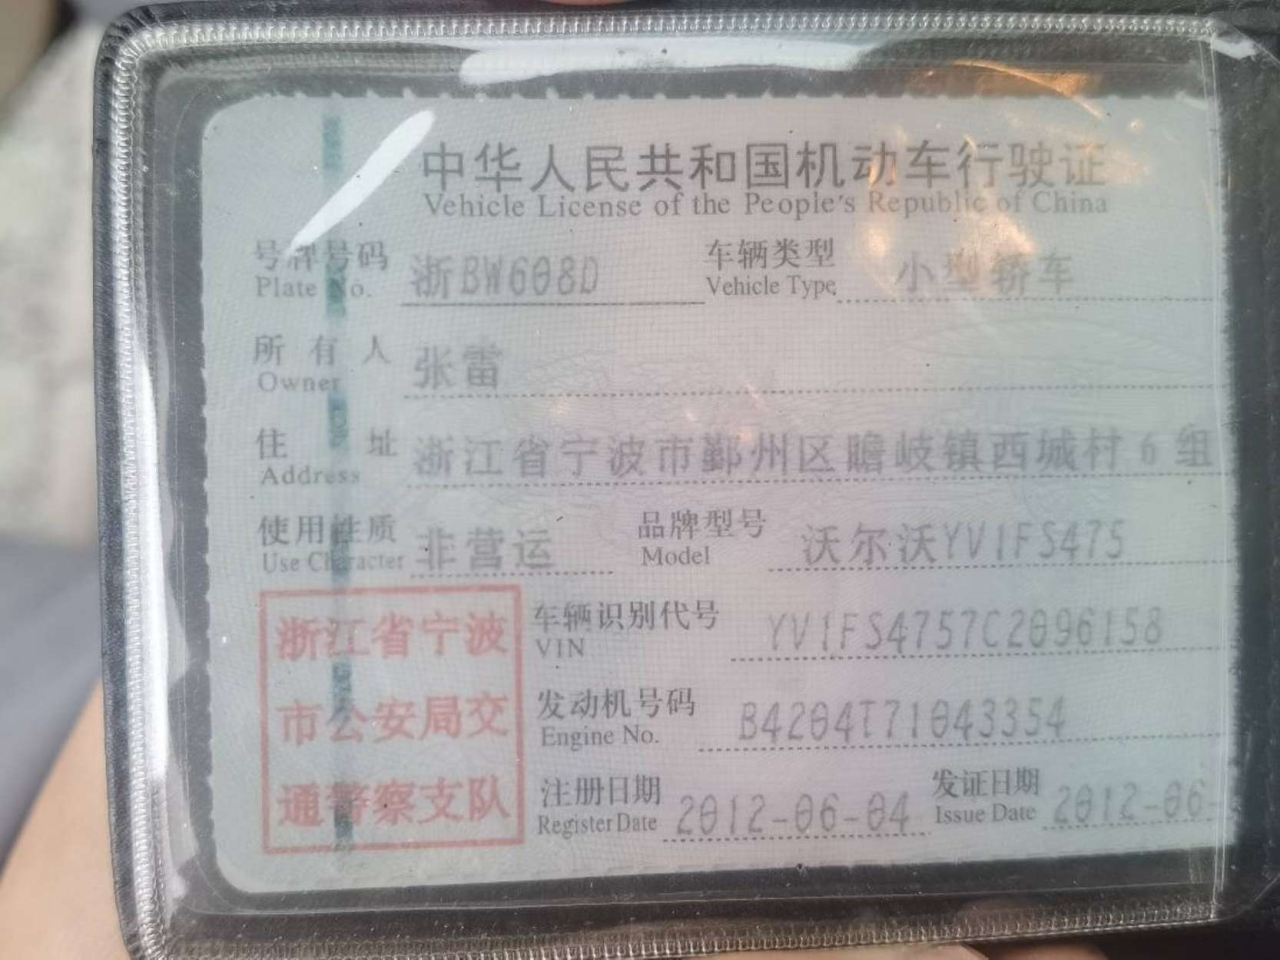 中华人民共和国机动车行驶证
Vehicle License of the People's Republic of China
号牌号码 浙BW608D 车辆类型 小型轿车
Plate No. Vehicle Type
所有人 张雷
Owner
住址 浙江省宁波市鄞州区瞻岐镇西城村6组
Address
使用性质 非营运 品牌型号 沃尔沃YV1FS475
Use Character Model
浙江省宁波
市公安局交
通警察支队
车辆识别代号 YV1FS4757C2096158
VIN
发动机号码 B4204T71043354
Engine No.
注册日期 2012-06-04 发证日期 2012-06-
Register Date Issue Date